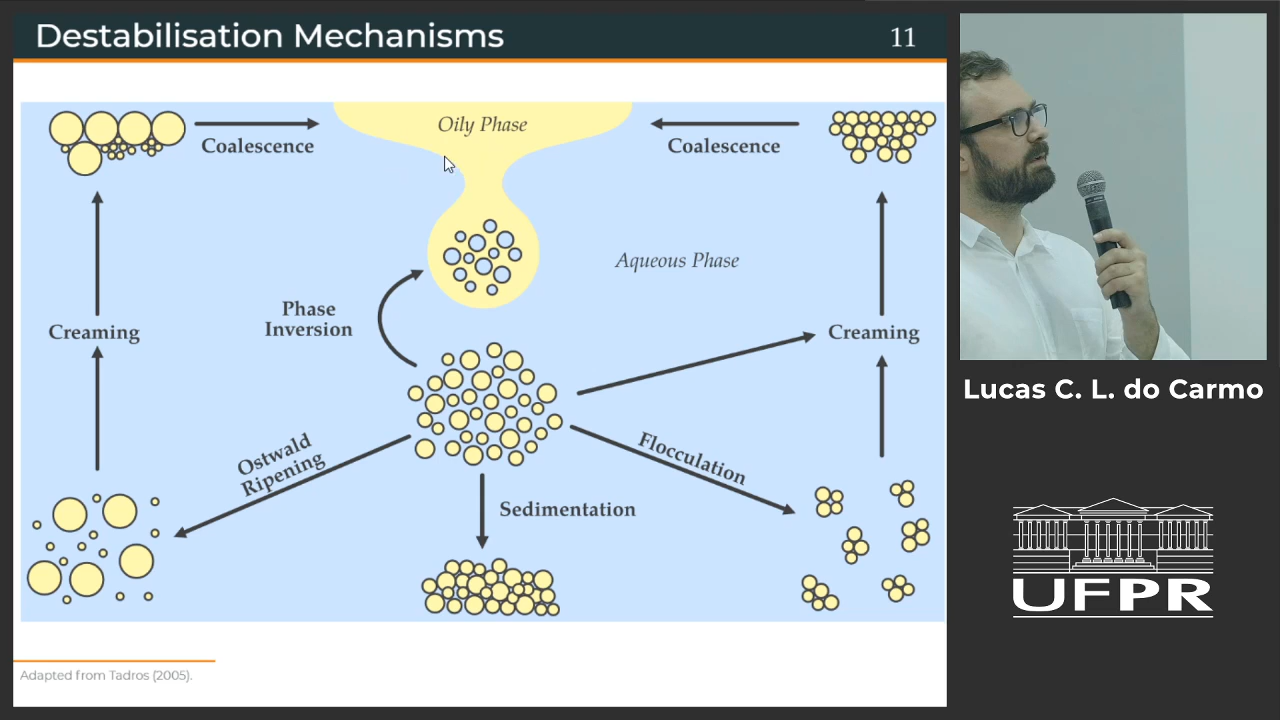 Destabilisation Mechanisms
11
Oily Phase
Coalescence
Coalescence
Aqueous Phase
Phase
Inversion
Creaming
Creaming
Ostwald
Ripening
Flocculation
Sedimentation
Adapted from Tadros (2005).
Lucas C. L. do Carmo
UFPR